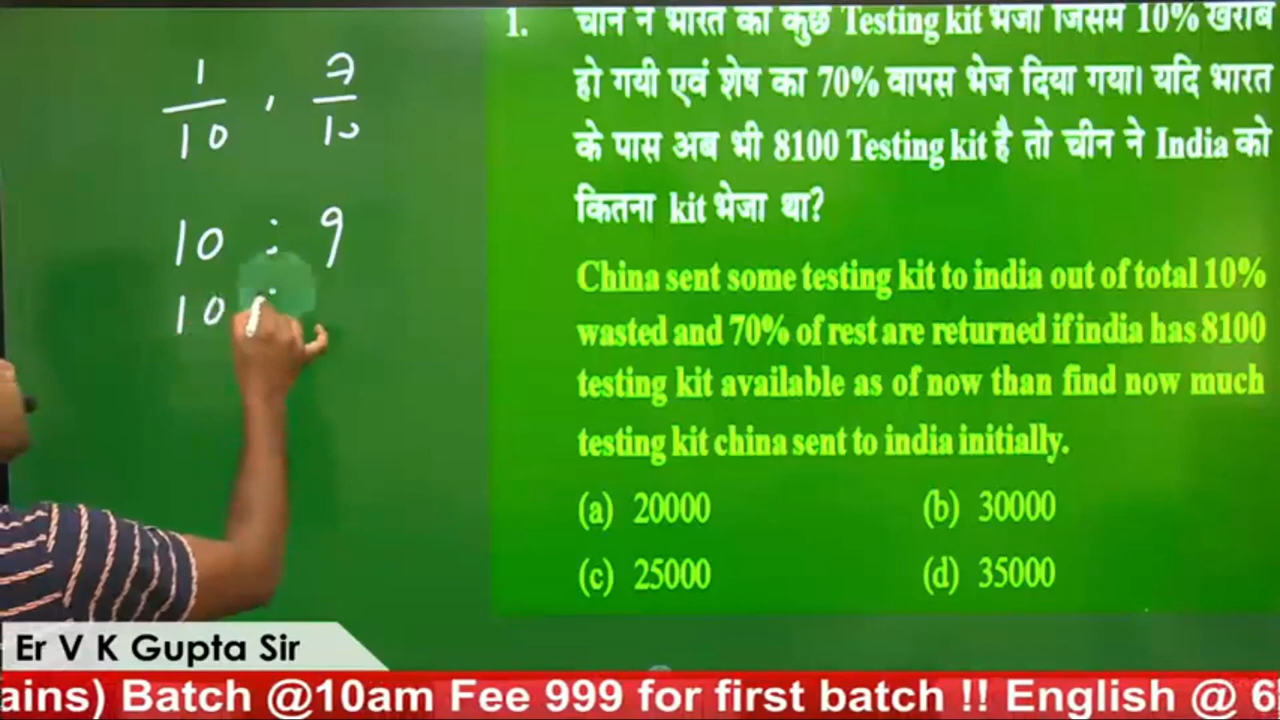 1/10 , 7/10
10 : 9
10 :
1. चीन ने भारत को कुछ Testing kit भेजा जिसमें 10% खराब
हो गयी एवं शेष का 70% वापस भेज दिया गया। यदि भारत
के पास अब भी 8100 Testing kit है तो चीन ने India को
कितना kit भेजा था?
China sent some testing kit to india out of total 10%
wasted and 70% of rest are returned if india has 8100
testing kit available as of now than find now much
testing kit china sent to india initially.
(a) 20000 (b) 30000
(c) 25000 (d) 35000
Er V K Gupta Sir
ains) Batch @10am Fee 999 for first batch !! English @ 6